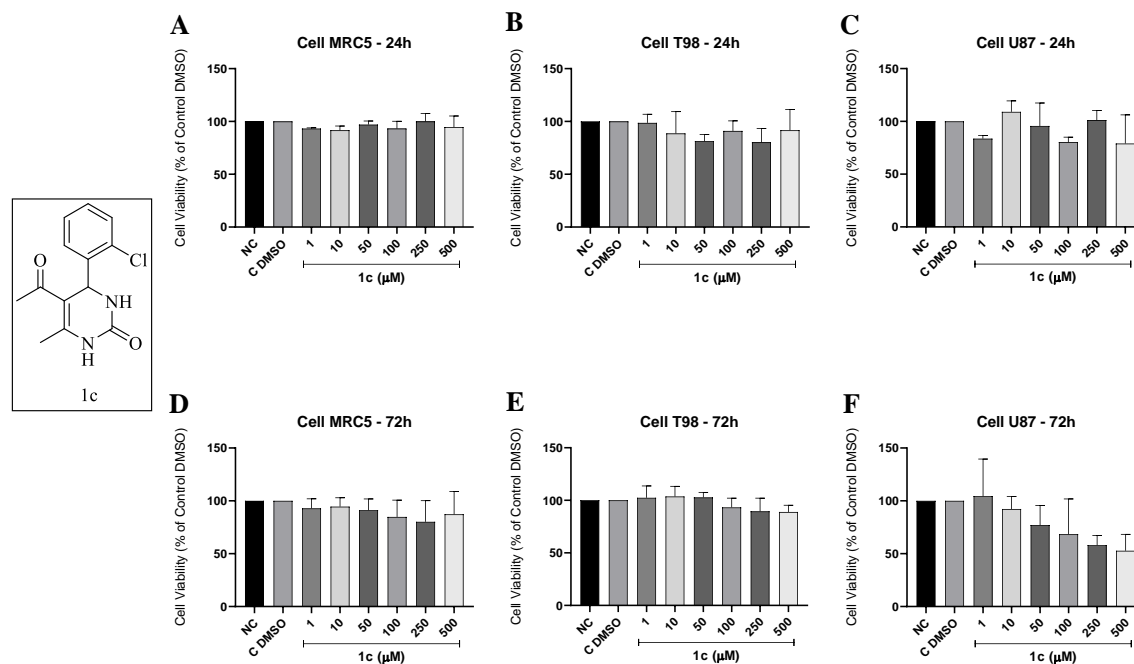 A
Cell MRC5 - 24h
Cell Viability (% of Control DMSO)
150
100
50
0
NC
C DMSO
1
10
50
100
250
500
1c (μM)
B
Cell T98 - 24h
Cell Viability (% of Control DMSO)
150
100
50
0
NC
C DMSO
1
10
50
100
250
500
1c (μM)
C
Cell U87 - 24h
Cell Viability (% of Control DMSO)
150
100
50
0
NC
C DMSO
1
10
50
100
250
500
1c (μM)
Cl
O
NH
N
H
O
1c
D
Cell MRC5 - 72h
Cell Viability (% of Control DMSO)
150
100
50
0
NC
C DMSO
1
10
50
100
250
500
1c (μM)
E
Cell T98 - 72h
Cell Viability (% of Control DMSO)
150
100
50
0
NC
C DMSO
1
10
50
100
250
500
1c (μM)
F
Cell U87 - 72h
Cell Viability (% of Control DMSO)
150
100
50
0
NC
C DMSO
1
10
50
100
250
500
1c (μM)